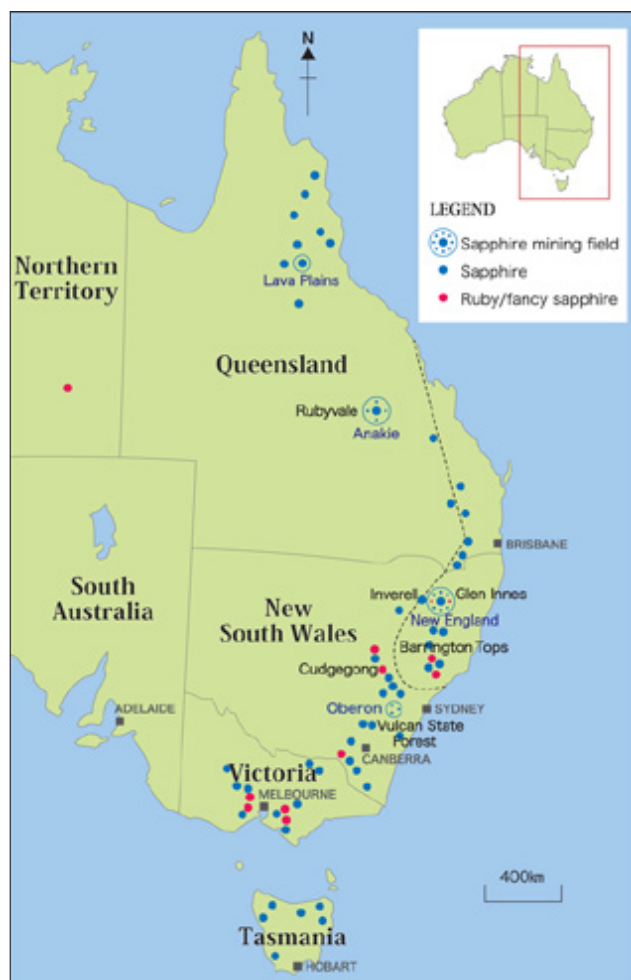 N
LEGEND
Sapphire mining field
Sapphire
Ruby/fancy sapphire
Northern
Territory
Lava Plains
Queensland
Rubyvale
Anakie
BRISBANE
South
Australia
Inverell
Glen Innes
New England
New
South Wales
Barrington Tops
Cudgegong
Oberon
SYDNEY
ADELAIDE
Vulcan State
Forest
CANBERRA
Victoria
MELBOURNE
400km
Tasmania
HOBART